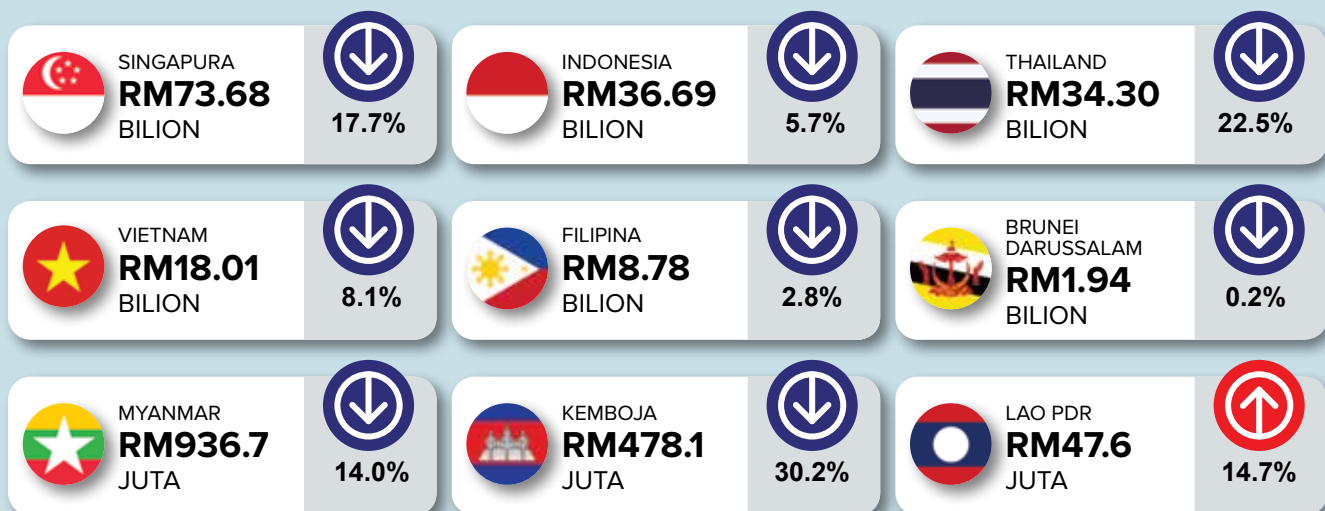 SINGAPURA
RM73.68
BILION
17.7%
INDONESIA
RM36.69
BILION
5.7%
THAILAND
RM34.30
BILION
22.5%
VIETNAM
RM18.01
BILION
8.1%
FILIPINA
RM8.78
BILION
2.8%
BRUNEI
DARUSSALAM
RM1.94
BILION
0.2%
MYANMAR
RM936.7
JUTA
14.0%
KEMBOJA
RM478.1
JUTA
30.2%
LAO PDR
RM47.6
JUTA
14.7%